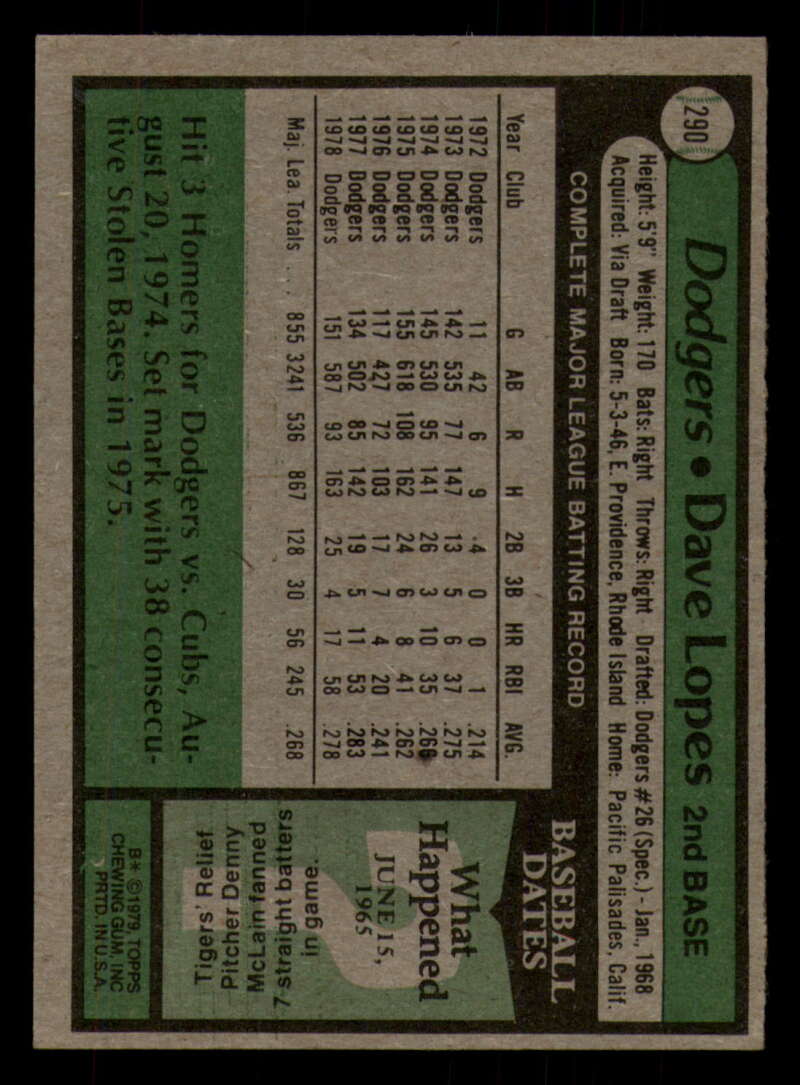 290
Dodgers • Dave Lopes 2nd BASE
Height: 5'9" Weight: 170 Bats: Right Throws: Right Drafted: Dodgers #26 (Spec.) - Jan., 1968
Acquired: Via Draft Born: 5-3-46, E. Providence, Rhode Island Home: Pacific Palisades, Calif.
COMPLETE MAJOR LEAGUE BATTING RECORD
Year Club G AB R H 2B 3B HR RBI AVG.
1972 Dodgers 11 42 6 9 4 0 0 1 .214
1973 Dodgers 142 535 77 147 13 5 6 37 .275
1974 Dodgers 145 530 95 141 26 3 10 35 .266
1975 Dodgers 155 618 108 162 24 6 8 41 .262
1976 Dodgers 117 427 72 103 17 7 4 20 .241
1977 Dodgers 134 502 85 142 19 5 11 53 .283
1978 Dodgers 151 587 93 163 25 4 17 58 .278
Maj. Lea. Totals .... 855 3241 536 867 128 30 56 245 .268
Hit 3 Homers for Dodgers vs. Cubs, Au-
gust 20, 1974. Set mark with 38 consecu-
tive Stolen Bases in 1975.
BASEBALL
DATES
What
Happened
JUNE 15,
1965
?
Tigers' Relief
Pitcher Denny
McLain fanned
7 straight batters
in game.
B* ©1979, TOPPS
CHEWING GUM, INC
PRTD. IN U.S.A.